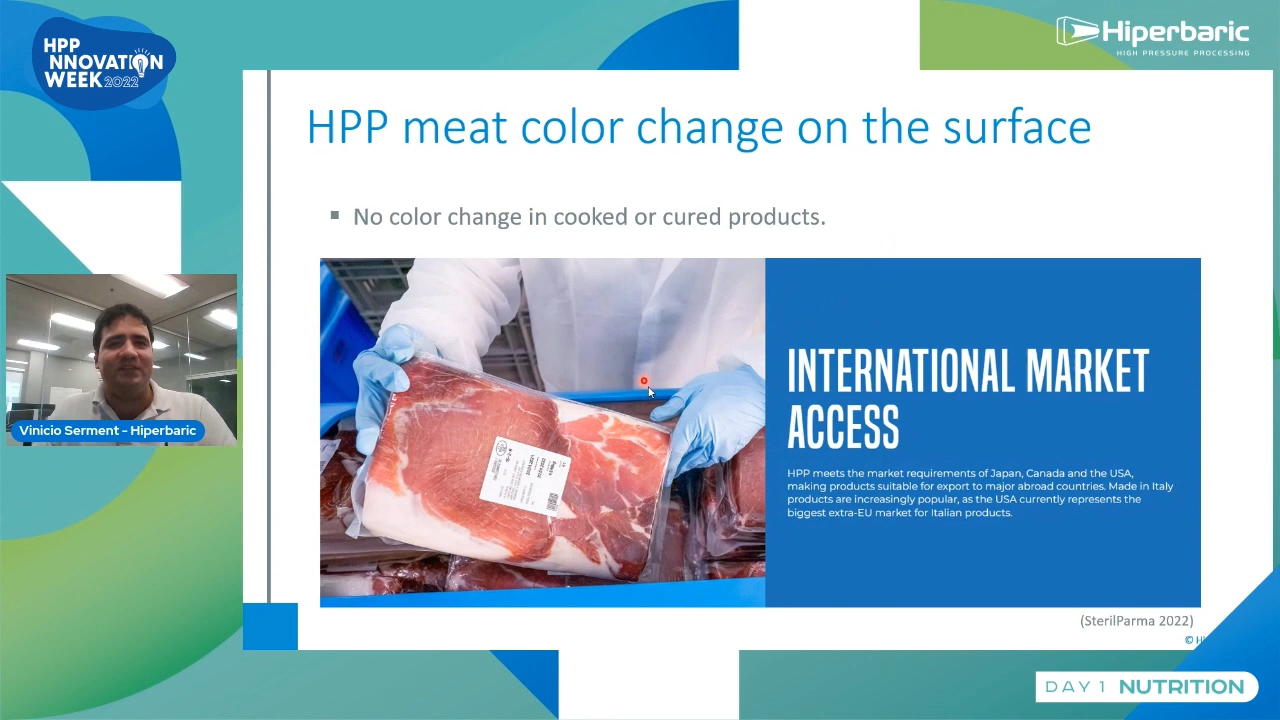 HPP
NNOVATION
WEEK 2022
Hiperbaric
HIGH PRESSURE PROCESSING
HPP meat color change on the surface
▪ No color change in cooked or cured products.
INTERNATIONAL MARKET
ACCESS
HPP meets the market requirements of Japan, Canada and the USA,
making products suitable for export to major abroad countries. Made in Italy
products are increasingly popular, as the USA currently represents the
biggest extra-EU market for Italian products.
Vinicio Serment – Hiperbaric
(SterilParma 2022)
© Hi
DAY 1 NUTRITION